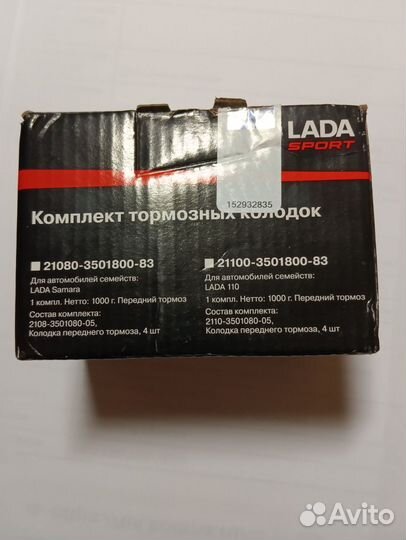 LADA
SPORT
152932835
Комплект тормозных колодок
21080-3501800-83
Для автомобилей семейств:
LADA Samara
1 компл. Нетто: 1000 г. Передний тормоз
Состав комплекта:
2108-3501080-05,
Колодка переднего тормоза, 4 шт
21100-3501800-83
Для автомобилей семейств:
LADA 110
1 компл. Нетто: 1000 г. Передний тормоз
Состав комплекта:
2110-3501080-05,
Колодка переднего тормоза, 4 шт
Avito